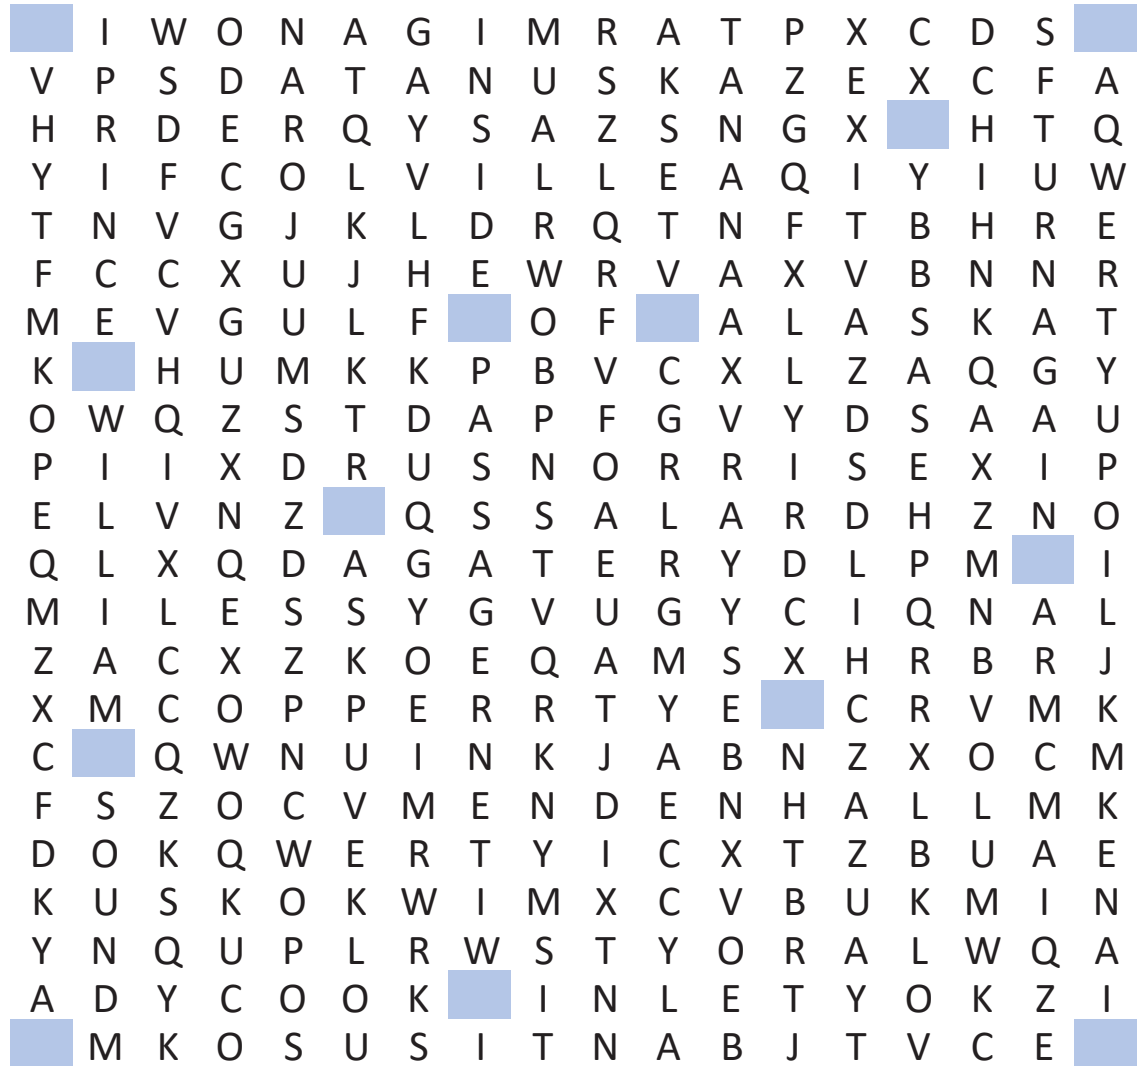 I W O N A G I M R A T P X C D S
V P S D A T A N U S K A Z E X C F A
H R D E R Q Y S A Z S N G X H T Q
Y I F C O L V I L L E A Q I Y I U W
T N V G J K L D R Q T N F T B H R E
F C C X U J H E W R V A X V B N N R
M E V G U L F O F A L A S K A T
K H U M K K P B V C X L Z A Q G Y
O W Q Z S T D A P F G V Y D S A A U
P I I X D R U S N O R R I S E X I P
E L V N Z Q S S A L A R D H Z N O
Q L X Q D A G A T E R Y D L P M I
M I L E S S Y G V U G Y C I Q N A L
Z A C X Z K O E Q A M S X H R B R J
X M C O P P E R R T Y E C R V M K
C Q W N U I N K J A B N Z X O C M
F S Z O C V M E N D E N H A L L M K
D O K Q W E R T Y I C X T Z B U A E
K U S K O K W I M X C V B U K M I N
Y N Q U P L R W S T Y O R A L W Q A
A D Y C O O K I N L E T Y O K Z I
M K O S U S I T N A B J T V C E